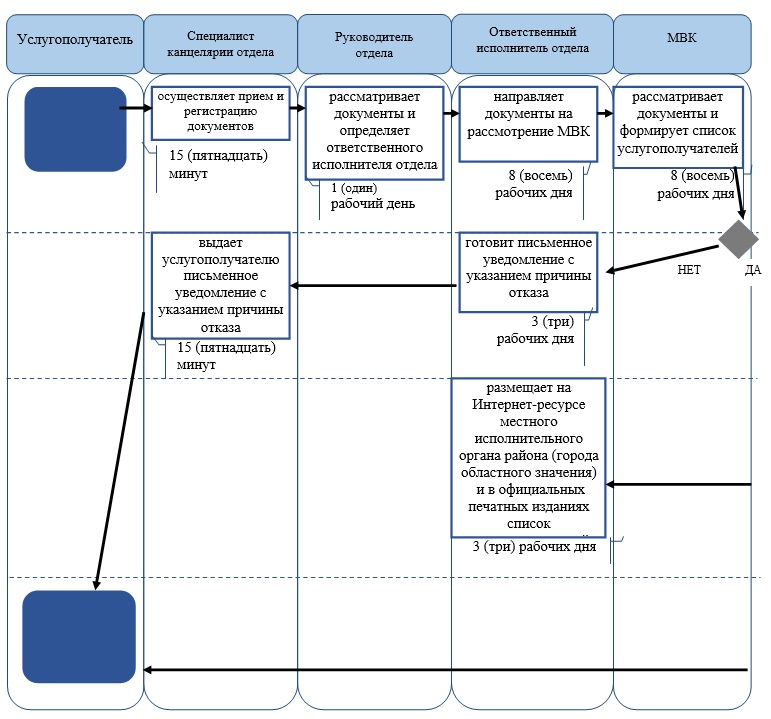 Услугополучатель
Специалист
канцелярии отдела
Руководитель
отдела
Ответственный
исполнитель отдела
МВК
осуществляет прием и
регистрацию
документов
15 (пятнадцать)
минут
рассматривает
документы и
определяет
ответственного
исполнителя отдела
1 (один)
рабочий день
направляет
документы на
рассмотрение МВК
8 (восемь)
рабочих дня
рассматривает
документы и
формирует список
услугополучателей
8 (восемь)
рабочих дня
НЕТ
ДА
готовит письменное
уведомление с
указанием причины
отказа
3 (три)
рабочих дня
выдает
услугополучателю
письменное
уведомление с
указанием причины
отказа
15 (пятнадцать)
минут
размещает на
Интернет-ресурсе
местного
исполнительного
органа района (города
областного значения)
и в официальных
печатных изданиях
список
3 (три) рабочих дня